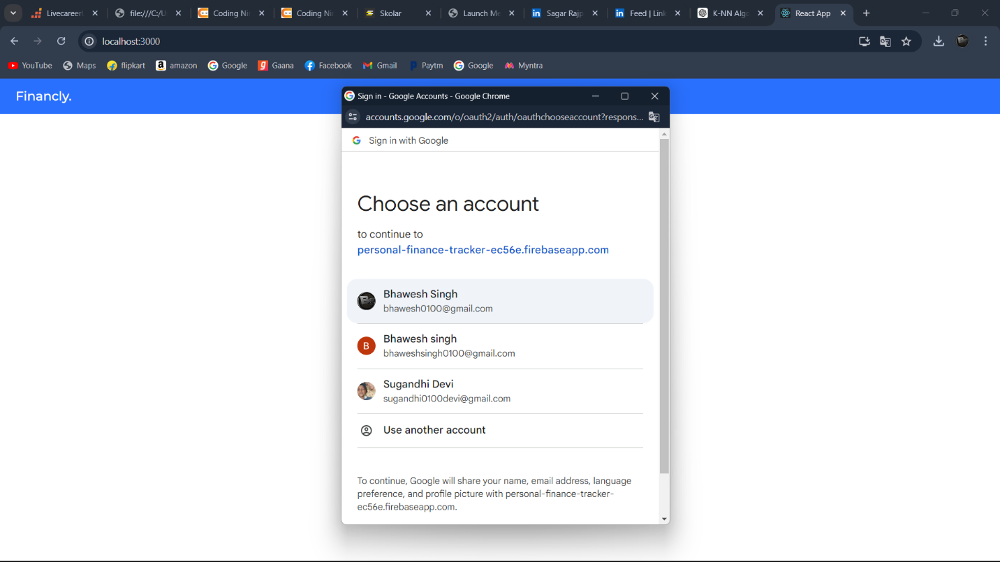 Livecareer
file:///C:/U
Coding Nin
Coding Nin
Skolar
Launch Me
Sagar Rajp
Feed | Link
K-NN Algo
React App
localhost:3000
YouTube
Maps
flipkart
amazon
Google
Gaana
Facebook
Gmail
Paytm
Google
Myntra
Financly.
Sign in - Google Accounts - Google Chrome
accounts.google.com/o/oauth2/auth/oauthchooseaccount?respons...
Sign in with Google
Choose an account
to continue to
personal-finance-tracker-ec56e.firebaseapp.com
Bhawesh Singh
bhawesh0100@gmail.com
B
Bhawesh singh
bhaweshsingh0100@gmail.com
Sugandhi Devi
sugandhi0100devi@gmail.com
Use another account
To continue, Google will share your name, email address, language
preference, and profile picture with personal-finance-tracker-
ec56e.firebaseapp.com.